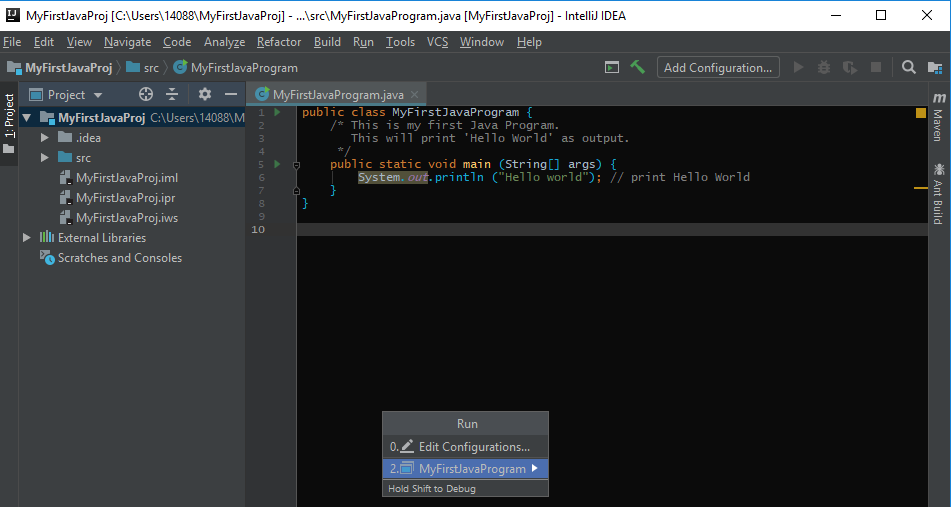 MyFirstJavaProj [C:\Users\14088\MyFirstJavaProj] - ...\src\MyFirstJavaProgram.java [MyFirstJavaProj] - IntelliJ IDEA
File Edit View Navigate Code Analyze Refactor Build Run Tools VCS Window Help
MyFirstJavaProj src MyFirstJavaProgram Add Configuration...
1: Project
Project
MyFirstJavaProj C:\Users\14088\M
.idea
src
MyFirstJavaProj.iml
MyFirstJavaProj.ipr
MyFirstJavaProj.iws
External Libraries
Scratches and Consoles
MyFirstJavaProgram.java
1 public class MyFirstJavaProgram {
2 /* This is my first Java Program.
3 This will print 'Hello World' as output.
4 */
5 public static void main (String[] args) {
6 System.out.println ("Hello world"); // print Hello World
7 }
8 }
9
10
Run
0. Edit Configurations...
2. MyFirstJavaProgram
Hold Shift to Debug
m Maven
Ant Build